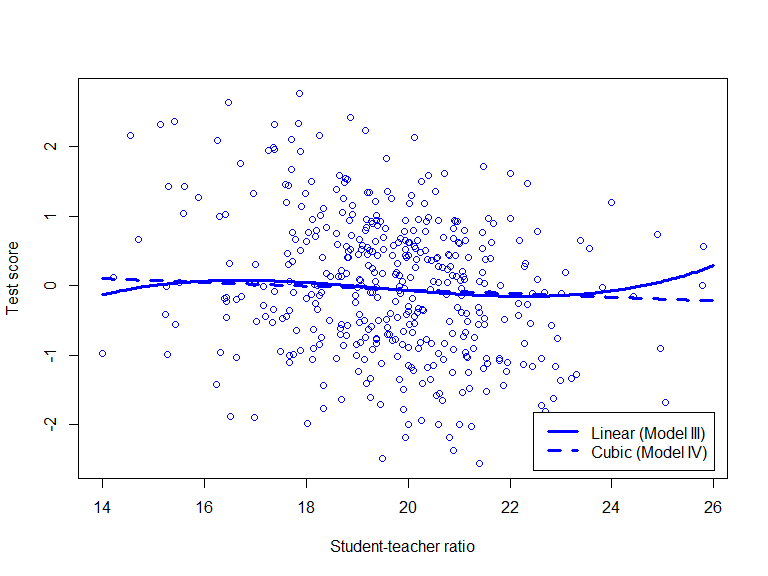 Test score
2
1
0
-1
-2
Linear (Model III)
Cubic (Model IV)
14 16 18 20 22 24 26
Student-teacher ratio